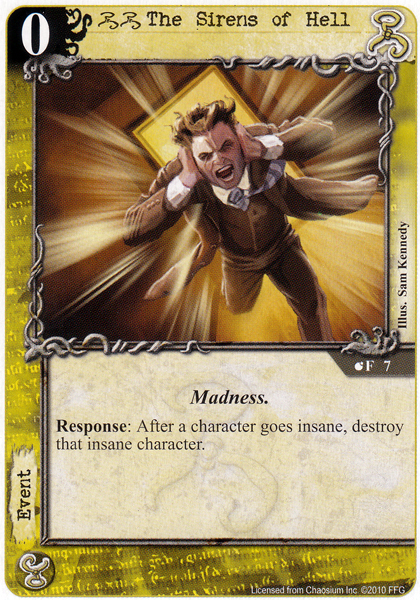 0
The Sirens of Hell
Illus. Sam Kennedy
F 7
Madness.
Response: After a character goes insane, destroy
that insane character.
Event
Licensed from Chaosium Inc. ©2010 FFG